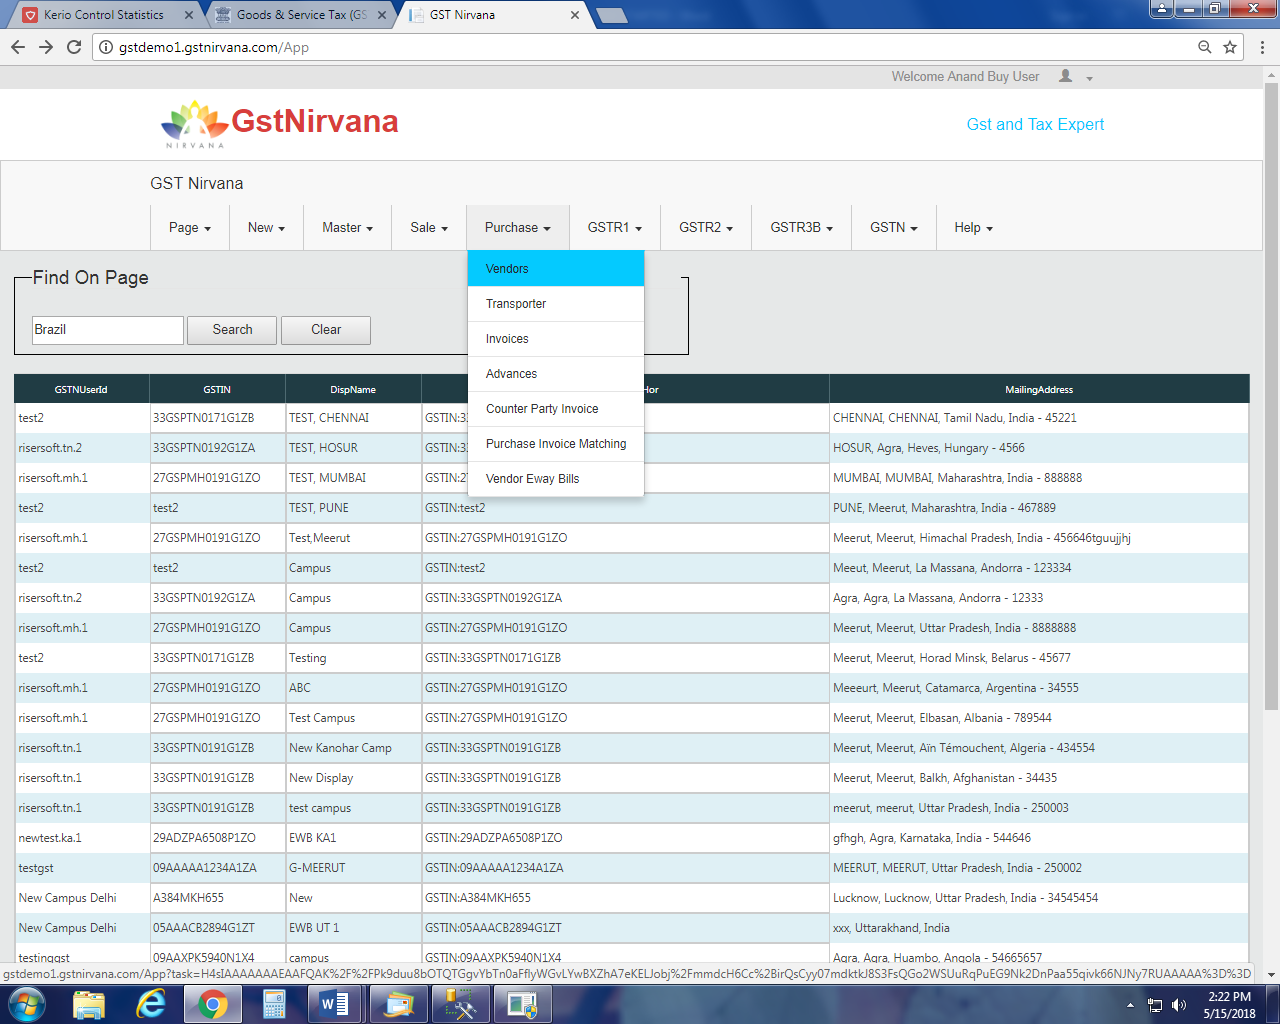 Kerio Control Statistics
Goods & Service Tax (GS
GST Nirvana
gstdemo1.gstnirvana.com/App
Welcome Anand Buy User
NIRVANA
GstNirvana
Gst and Tax Expert
GST Nirvana
Page New Master Sale Purchase GSTR1 GSTR2 GSTR3B GSTN Help
Vendors
Transporter
Invoices
Advances
Counter Party Invoice
Purchase Invoice Matching
Vendor Eway Bills
Find On Page
Brazil Search Clear
GSTNUserId GSTIN DispName Hor MailingAddress
test2 33GSPTN0171G1ZB TEST, CHENNAI GSTIN:33 CHENNAI, CHENNAI, Tamil Nadu, India - 45221
risersoft.tn.2 33GSPTN0192G1ZA TEST, HOSUR GSTIN:33 HOSUR, Agra, Heves, Hungary - 4566
risersoft.mh.1 27GSPMH0191G1ZO TEST, MUMBAI GSTIN:27 MUMBAI, MUMBAI, Maharashtra, India - 888888
test2 test2 TEST, PUNE GSTIN:test2 PUNE, Meerut, Maharashtra, India - 467889
risersoft.mh.1 27GSPMH0191G1ZO Test,Meerut GSTIN:27GSPMH0191G1ZO Meerut, Meerut, Himachal Pradesh, India - 456646tguujjhj
test2 test2 Campus GSTIN:test2 Meeut, Meerut, La Massana, Andorra - 123334
risersoft.tn.2 33GSPTN0192G1ZA Campus GSTIN:33GSPTN0192G1ZA Agra, Agra, La Massana, Andorra - 12333
risersoft.mh.1 27GSPMH0191G1ZO Campus GSTIN:27GSPMH0191G1ZO Meerut, Meerut, Uttar Pradesh, India - 8888888
test2 33GSPTN0171G1ZB Testing GSTIN:33GSPTN0171G1ZB Meerut, Meerut, Horad Minsk, Belarus - 45677
risersoft.mh.1 27GSPMH0191G1ZO ABC GSTIN:27GSPMH0191G1ZO Meeeurt, Meerut, Catamarca, Argentina - 34555
risersoft.mh.1 27GSPMH0191G1ZO Test Campus GSTIN:27GSPMH0191G1ZO Meerut, Meerut, Elbasan, Albania - 789544
risersoft.tn.1 33GSPTN0191G1ZB New Kanohar Camp GSTIN:33GSPTN0191G1ZB Meerut, Meerut, Aïn Témouchent, Algeria - 434554
risersoft.tn.1 33GSPTN0191G1ZB New Display GSTIN:33GSPTN0191G1ZB Meerut, Meerut, Balkh, Afghanistan - 34435
risersoft.tn.1 33GSPTN0191G1ZB test campus GSTIN:33GSPTN0191G1ZB meerut, meerut, Uttar Pradesh, India - 250003
newtest.ka.1 29ADZPA6508P1ZO EWB KA1 GSTIN:29ADZPA6508P1ZO gfhgh, Agra, Karnataka, India - 544646
testgst 09AAAAA1234A1ZA G-MEERUT GSTIN:09AAAAA1234A1ZA MEERUT, MEERUT, Uttar Pradesh, India - 250002
New Campus Delhi A384MKH655 New GSTIN:A384MKH655 Lucknow, Lucknow, Uttar Pradesh, India - 34545454
New Campus Delhi 05AAACB2894G1ZT EWB UT 1 GSTIN:05AAACB2894G1ZT xxx, Uttarakhand, India
testinggst 09AAXPK5940N1X4 campus GSTIN:09AAXPK5940N1X4 Agra, Agra, Huambo, Angola - 54665657
gstdemo1.gstnirvana.com/App?task=H4sIAAAAAAAEAAFQAK%2F%2FPk9duu8bOTQTGgvYbTn0aFflyWGvLYwBXZhA7eKELJobj%2FmmdcH6Cc%2BirQsCyy07mdktkJ8S3FsQGo2WSUuRqPuEG9Nk2DnPaa55qivk66NJNy7RUAAAAA%3D%3D
2:22 PM
5/15/2018